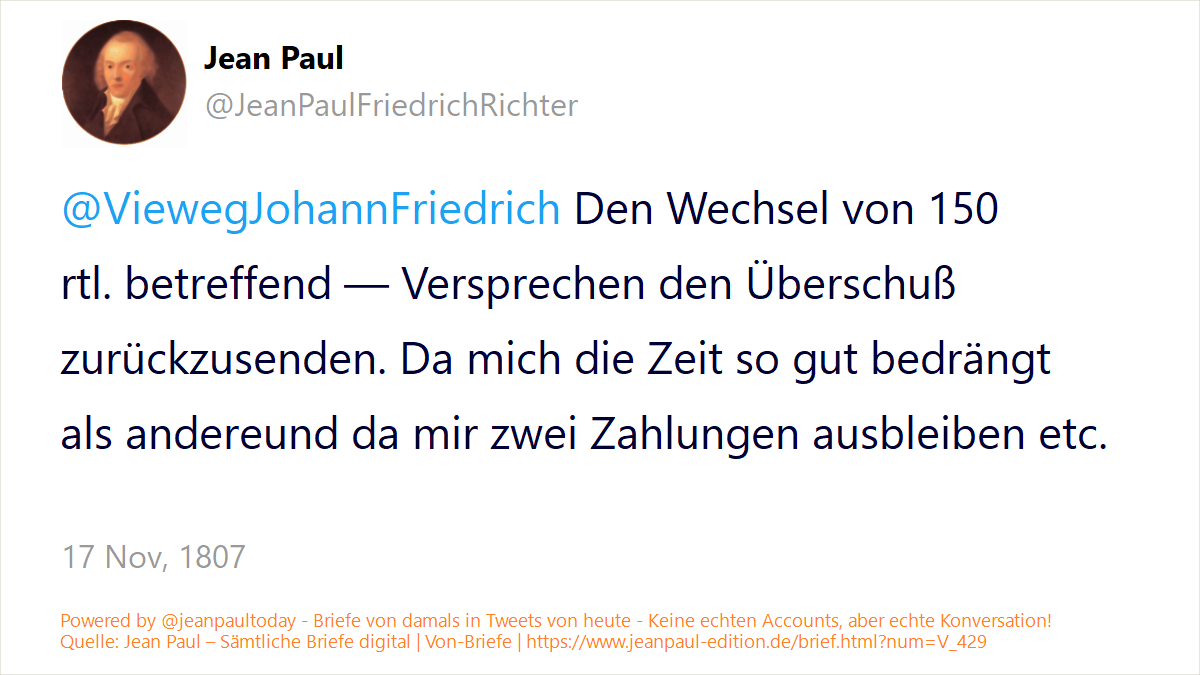 Jean Paul
@JeanPaulFriedrichRichter
@ViewegJohannFriedrich Den Wechsel von 150
rtl. betreffend — Versprechen den Überschuß
zurückzusenden. Da mich die Zeit so gut bedrängt
als andereund da mir zwei Zahlungen ausbleiben etc.
17 Nov, 1807
Powered by @jeanpaultoday - Briefe von damals in Tweets von heute - Keine echten Accounts, aber echte Konversation!
Quelle: Jean Paul – Sämtliche Briefe digital | Von-Briefe | https://www.jeanpaul-edition.de/brief.html?num=V_429